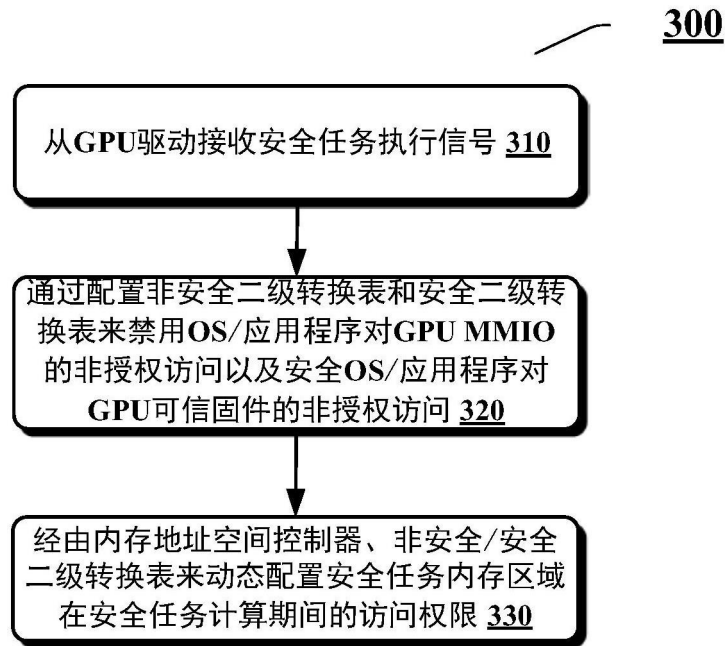 300
从GPU驱动接收安全任务执行信号 310
通过配置非安全二级转换表和安全二级转
换表来禁用OS/应用程序对GPU MMIO
的非授权访问以及安全OS/应用程序对
GPU可信固件的非授权访问 320
经由内存地址空间控制器、非安全/安全
二级转换表来动态配置安全任务内存区域
在安全任务计算期间的访问权限 330